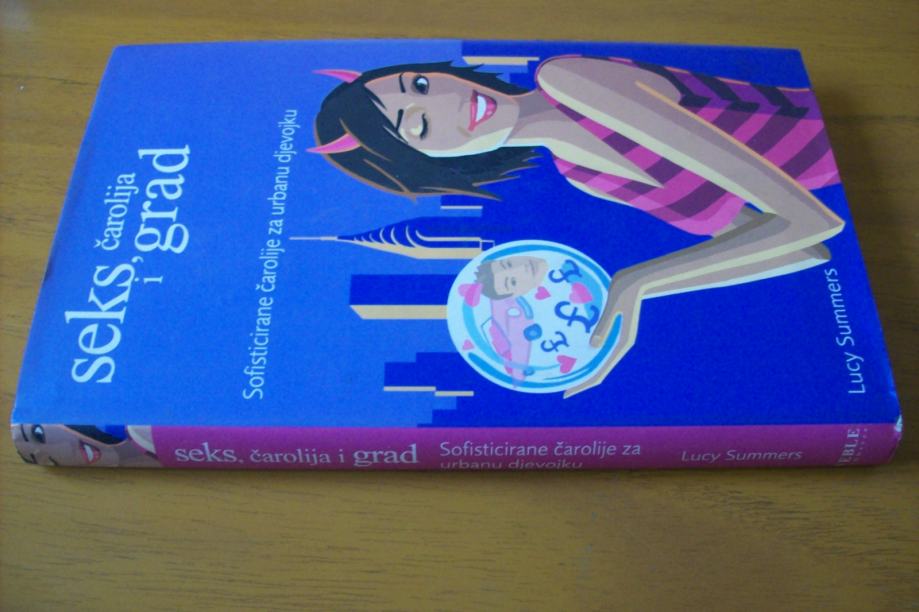 seks, čarolija
i grad
Sofisticirane čarolije za urbanu djevojku
Lucy Summers
seks, čarolija i grad
Sofisticirane čarolije za
urbanu djevojku
Lucy Summers